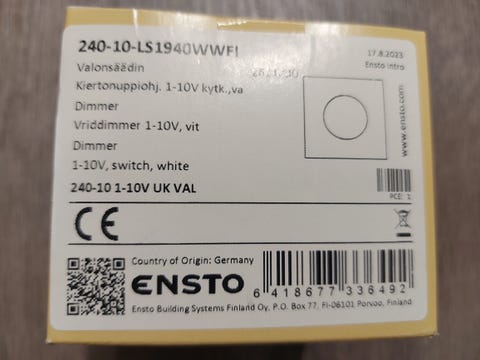 240-10-LS1940WWFI
17.8.2023
Valonsäädin
Ensto intro
Kiertonuppiohj. 1-10V kytk.,va
Dimmer
Vriddimmer 1-10V, vit
Dimmer
1-10V, switch, white
www.ensto.com
240-10 1-10V UK VAL
PCE: 1
CE
Country of Origin: Germany
ENSTO
6 418677 336492
Ensto Building Systems Finland Oy, P.O. Box 77, FI-06101 Porvoo, Finland